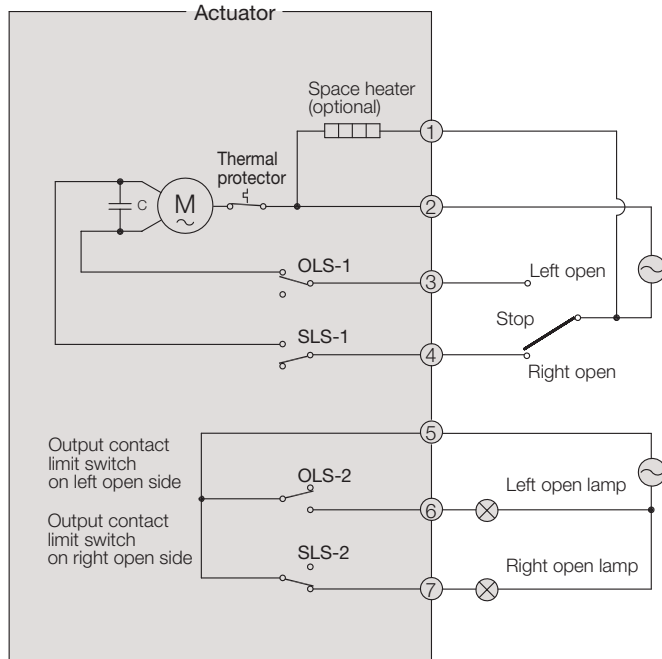 Actuator
Space heater
(optional)
1
Thermal
protector
C
M
2
OLS-1
3
Left open
Stop
SLS-1
4
Right open
5
Output contact
limit switch
on left open side
OLS-2
6
Left open lamp
Output contact
limit switch
on right open side
SLS-2
7
Right open lamp